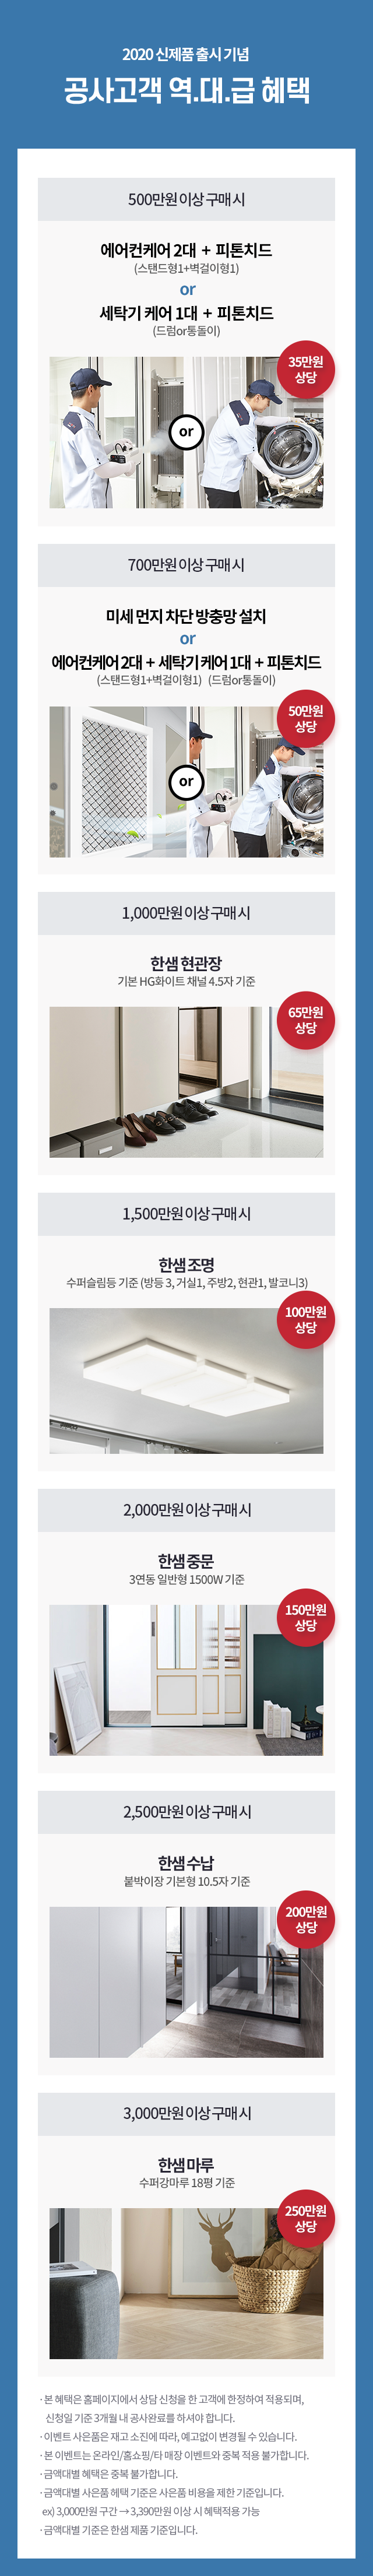 2020 신제품 출시 기념
공사고객 역.대.급 혜택
500만원 이상 구매 시
에어컨케어 2대 + 피톤치드
(스탠드형1+벽걸이형1)
or
세탁기 케어 1대 + 피톤치드
(드럼or통돌이)
35만원
상당
or
700만원 이상 구매 시
미세 먼지 차단 방충망 설치
or
에어컨케어 2대 + 세탁기 케어 1대 + 피톤치드
(스탠드형1+벽걸이형1) (드럼or통돌이)
50만원
상당
or
1,000만원 이상 구매 시
한샘 현관장
기본 HG화이트 채널 4.5자 기준
65만원
상당
1,500만원 이상 구매 시
한샘 조명
수퍼슬림등 기준 (방등 3, 거실1, 주방2, 현관1, 발코니3)
100만원
상당
2,000만원 이상 구매 시
한샘 중문
3연동 일반형 1500W 기준
150만원
상당
2,500만원 이상 구매 시
한샘 수납
붙박이장 기본형 10.5자 기준
200만원
상당
3,000만원 이상 구매 시
한샘 마루
수퍼강마루 18평 기준
250만원
상당
· 본 혜택은 홈페이지에서 상담 신청을 한 고객에 한정하여 적용되며,
신청일 기준 3개월 내 공사완료를 하셔야 합니다.
· 이벤트 사은품은 재고 소진에 따라, 예고없이 변경될 수 있습니다.
· 본 이벤트는 온라인/홈쇼핑/타 매장 이벤트와 중복 적용 불가합니다.
· 금액대별 혜택은 중복 불가합니다.
· 금액대별 사은품 헤택 기준은 사은품 비용을 제한 기준입니다.
ex) 3,000만원 구간 → 3,390만원 이상 시 혜택적용 가능
· 금액대별 기준은 한샘 제품 기준입니다.